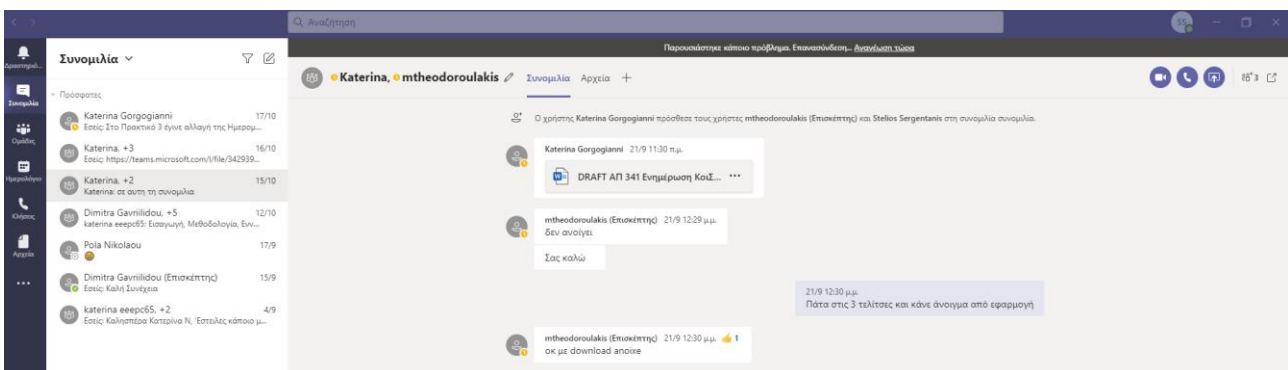 Αναζήτηση
SS
Παρουσιάστηκε κάποιο πρόβλημα. Επανασύνδεση... Ανανέωση τώρα
Δραστηριό...
Συνομιλία
Ομάδες
Ημερολόγιο
Κλήσεις
Αρχεία
Συνομιλία
Πρόσφατες
Katerina Gorgogianni 17/10
Εσείς: Στο Πρακτικό 3 έγινε αλλαγή της Ημερομ...
Katerina, +3 16/10
Εσείς: https://teams.microsoft.com/l/file/342939...
Katerina, +2 15/10
Katerina: σε αυτη τη συνομιλια
Dimitra Gavriilidou, +5 12/10
katerina eeepc65: Εισαγωγή, Μεθοδολογία, Ενν...
Pola Nikolaou 17/9
Dimitra Gavriilidou (Επισκέπτης) 15/9
Εσείς: Καλή Συνέχεια
katerina eeepc65, +2 4/9
Εσείς: Καλησπέρα Κατερίνα Ν, Έστειλες κάποιο μ...
Katerina, mtheodoroulakis Συνομιλία Αρχεία + 3
Ο χρήστης Katerina Gorgogianni πρόσθεσε τους χρήστες mtheodoroulakis (Επισκέπτης) και Stelios Sergentanis στη συνομιλία συνομιλία.
Katerina Gorgogianni 21/9 11:30 π.μ.
DRAFT ΑΠ 341 Ενημέρωση ΚοιΣ...
mtheodoroulakis (Επισκέπτης) 21/9 12:29 μ.μ.
δεν ανοίγει
Σας καλώ
21/9 12:30 μ.μ.
Πάτα στις 3 τελίτσες και κάνε άνοιγμα από εφαρμογή
mtheodoroulakis (Επισκέπτης) 21/9 12:30 μ.μ. 1
οκ με download anoixe